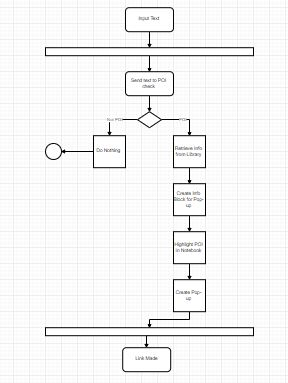 Input Text
Send text to POI
check
Not POI
POI
Do Nothing
Retrieve Info
from Library
Create Info
Block for Pop-
up
Highlight POI
in Notebook
Create Pop-
up
Link Made